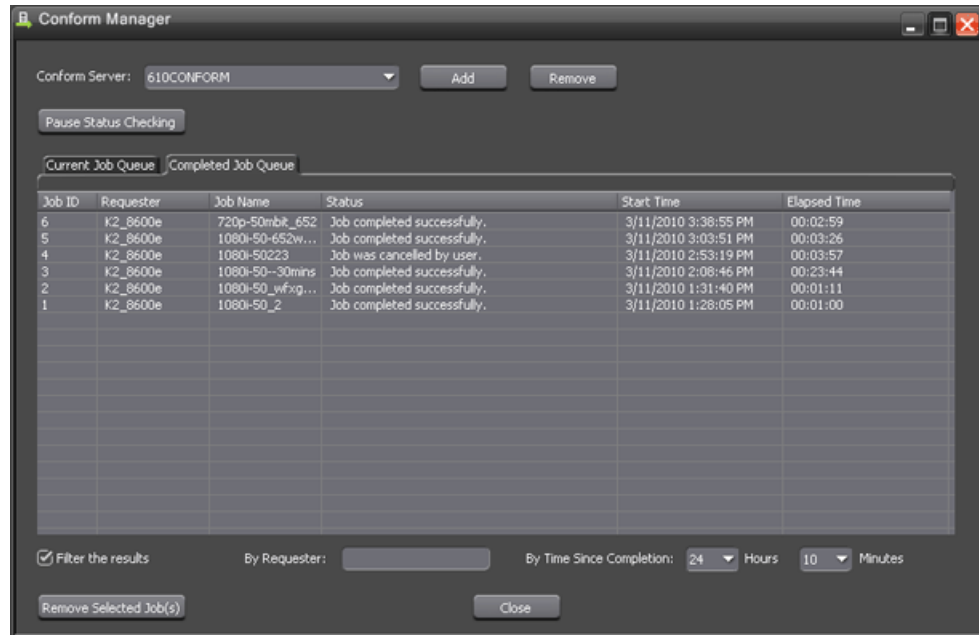 Conform Manager
Conform Server: 610CONFORM Add Remove
Pause Status Checking
Current Job Queue Completed Job Queue
Job ID Requester Job Name Status Start Time Elapsed Time
6 K2_8600e 720p-50mbit_652 Job completed successfully. 3/11/2010 3:38:55 PM 00:02:59
5 K2_8600e 1080i-50-652w... Job completed successfully. 3/11/2010 3:03:51 PM 00:03:26
4 K2_8600e 1080i-50223 Job was cancelled by user. 3/11/2010 2:53:19 PM 00:03:57
3 K2_8600e 1080i-50--30mins Job completed successfully. 3/11/2010 2:08:46 PM 00:23:44
2 K2_8600e 1080i-50_wfxg... Job completed successfully. 3/11/2010 1:31:40 PM 00:01:11
1 K2_8600e 1080i-50_2 Job completed successfully. 3/11/2010 1:28:05 PM 00:01:00
Filter the results By Requester: By Time Since Completion: 24 Hours 10 Minutes
Remove Selected Job(s) Close